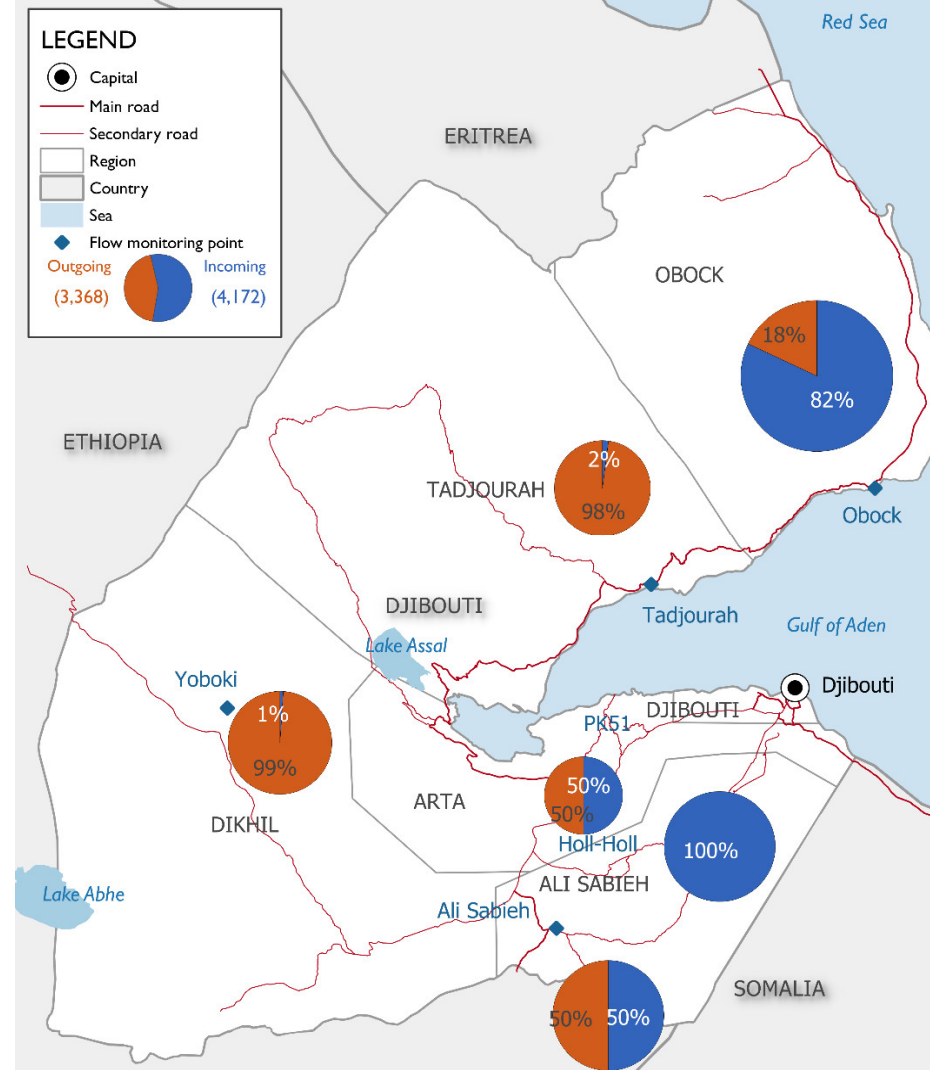 LEGEND
Capital
Main road
Secondary road
Region
Country
Sea
Flow monitoring point
Outgoing
(3,368)
Incoming
(4,172)
Red Sea
ERITREA
OBOCK
18%
82%
ETHIOPIA
2%
TADJOURAH
98%
Obock
DJIBOUTI
Tadjourah
Gulf of Aden
Lake Assal
Yoboki
Djibouti
1%
DJIBOUTI
PK51
99%
50%
ARTA
50%
DIKHIL
Holl-Holl
100%
ALI SABIEH
Lake Abhe
Ali Sabieh
SOMALIA
50%
50%